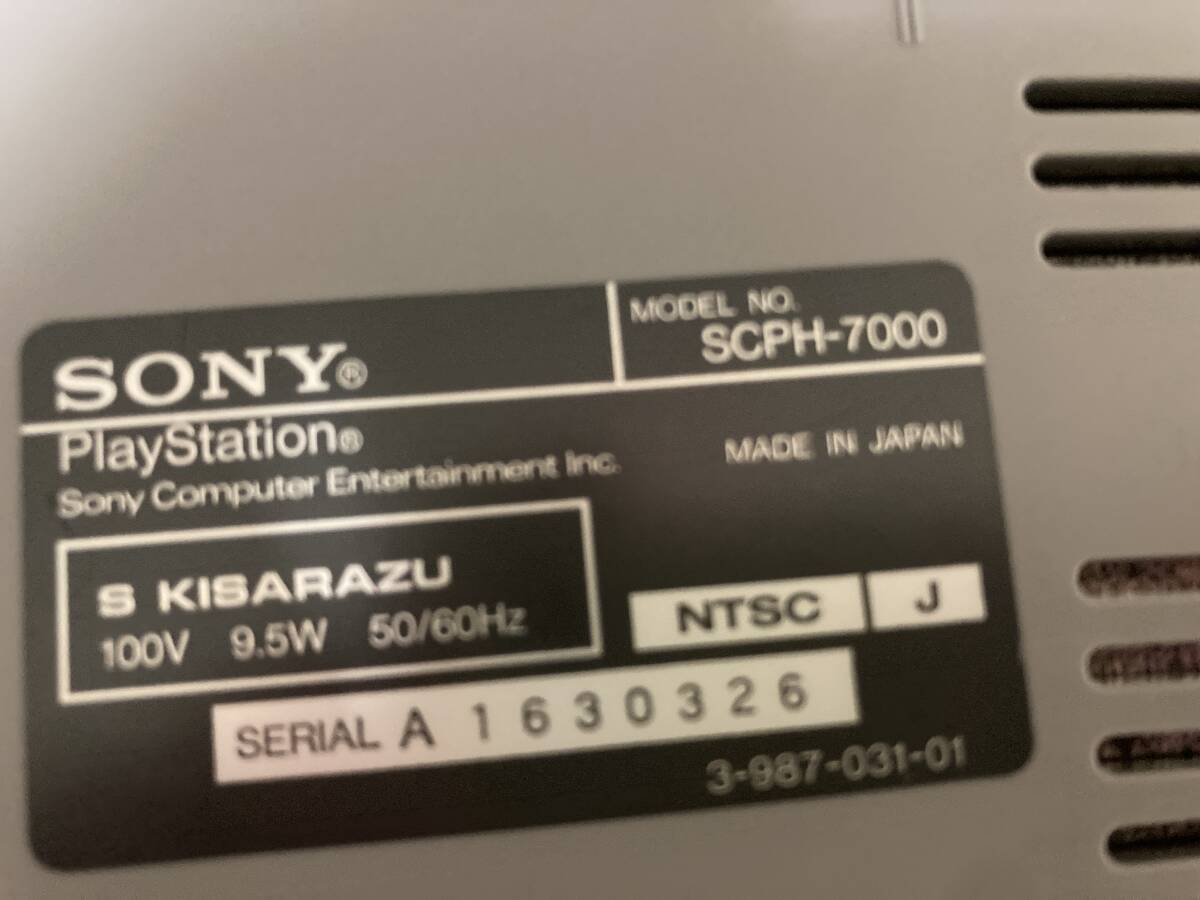 SONY®
MODEL NO.
SCPH-7000
PlayStation®
Sony Computer Entertainment Inc.
MADE IN JAPAN
S KISARAZU
100V 9.5W 50/60Hz
NTSC J
SERIAL A 1630326
3-987-031-01